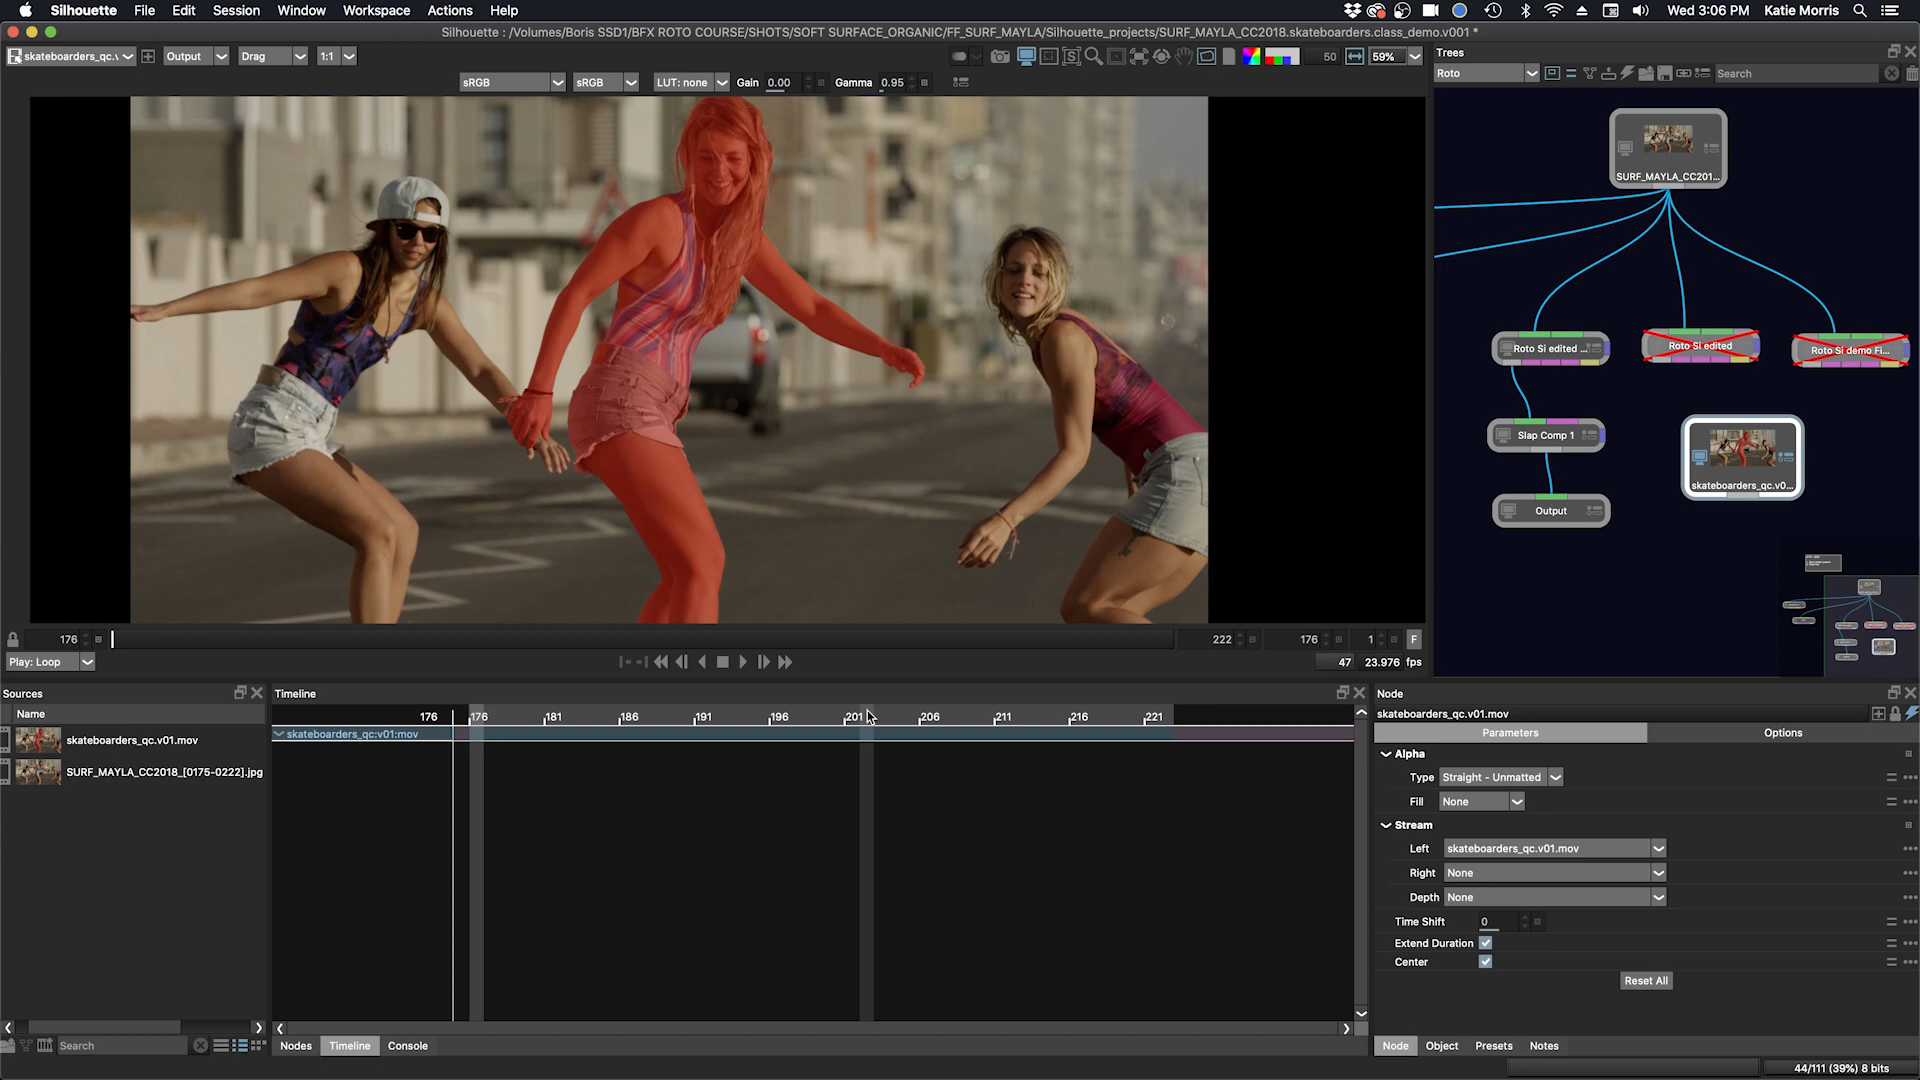 Silhouette File Edit Session Window Workspace Actions Help Wed 3:06 PM Katie Morris
Silhouette : /Volumes/Boris SSD1/BFX ROTO COURSE/SHOTS/SOFT SURFACE_ORGANIC/FF_SURF_MAYLA/Silhouette_projects/SURF_MAYLA_CC2018.skateboarders.class_demo.v001 *
skateboarders_qc.v Output Drag 1:1 50 59%
sRGB sRGB LUT: none Gain 0.00 Gamma 0.95
Trees
Roto Search
SURF_MAYLA_CC201...
Roto Si edited ...
Roto Si edited
Roto Si demo Fi...
Slap Comp 1
skateboarders_qc.v0...
Output
176 222 176 1 F
Play: Loop 47 23.976 fps
Sources
Name
skateboarders_qc.v01.mov
SURF_MAYLA_CC2018_[0175-0222].jpg
Search
Timeline
176 176 181 186 191 196 201 206 211 216 221
skateboarders_qc:v01:mov
Nodes Timeline Console
Node
skateboarders_qc.v01.mov
Parameters Options
Alpha
Type Straight - Unmatted
Fill None
Stream
Left skateboarders_qc.v01.mov
Right None
Depth None
Time Shift 0
Extend Duration
Center
Reset All
Node Object Presets Notes
44/111 (39%) 8 bits